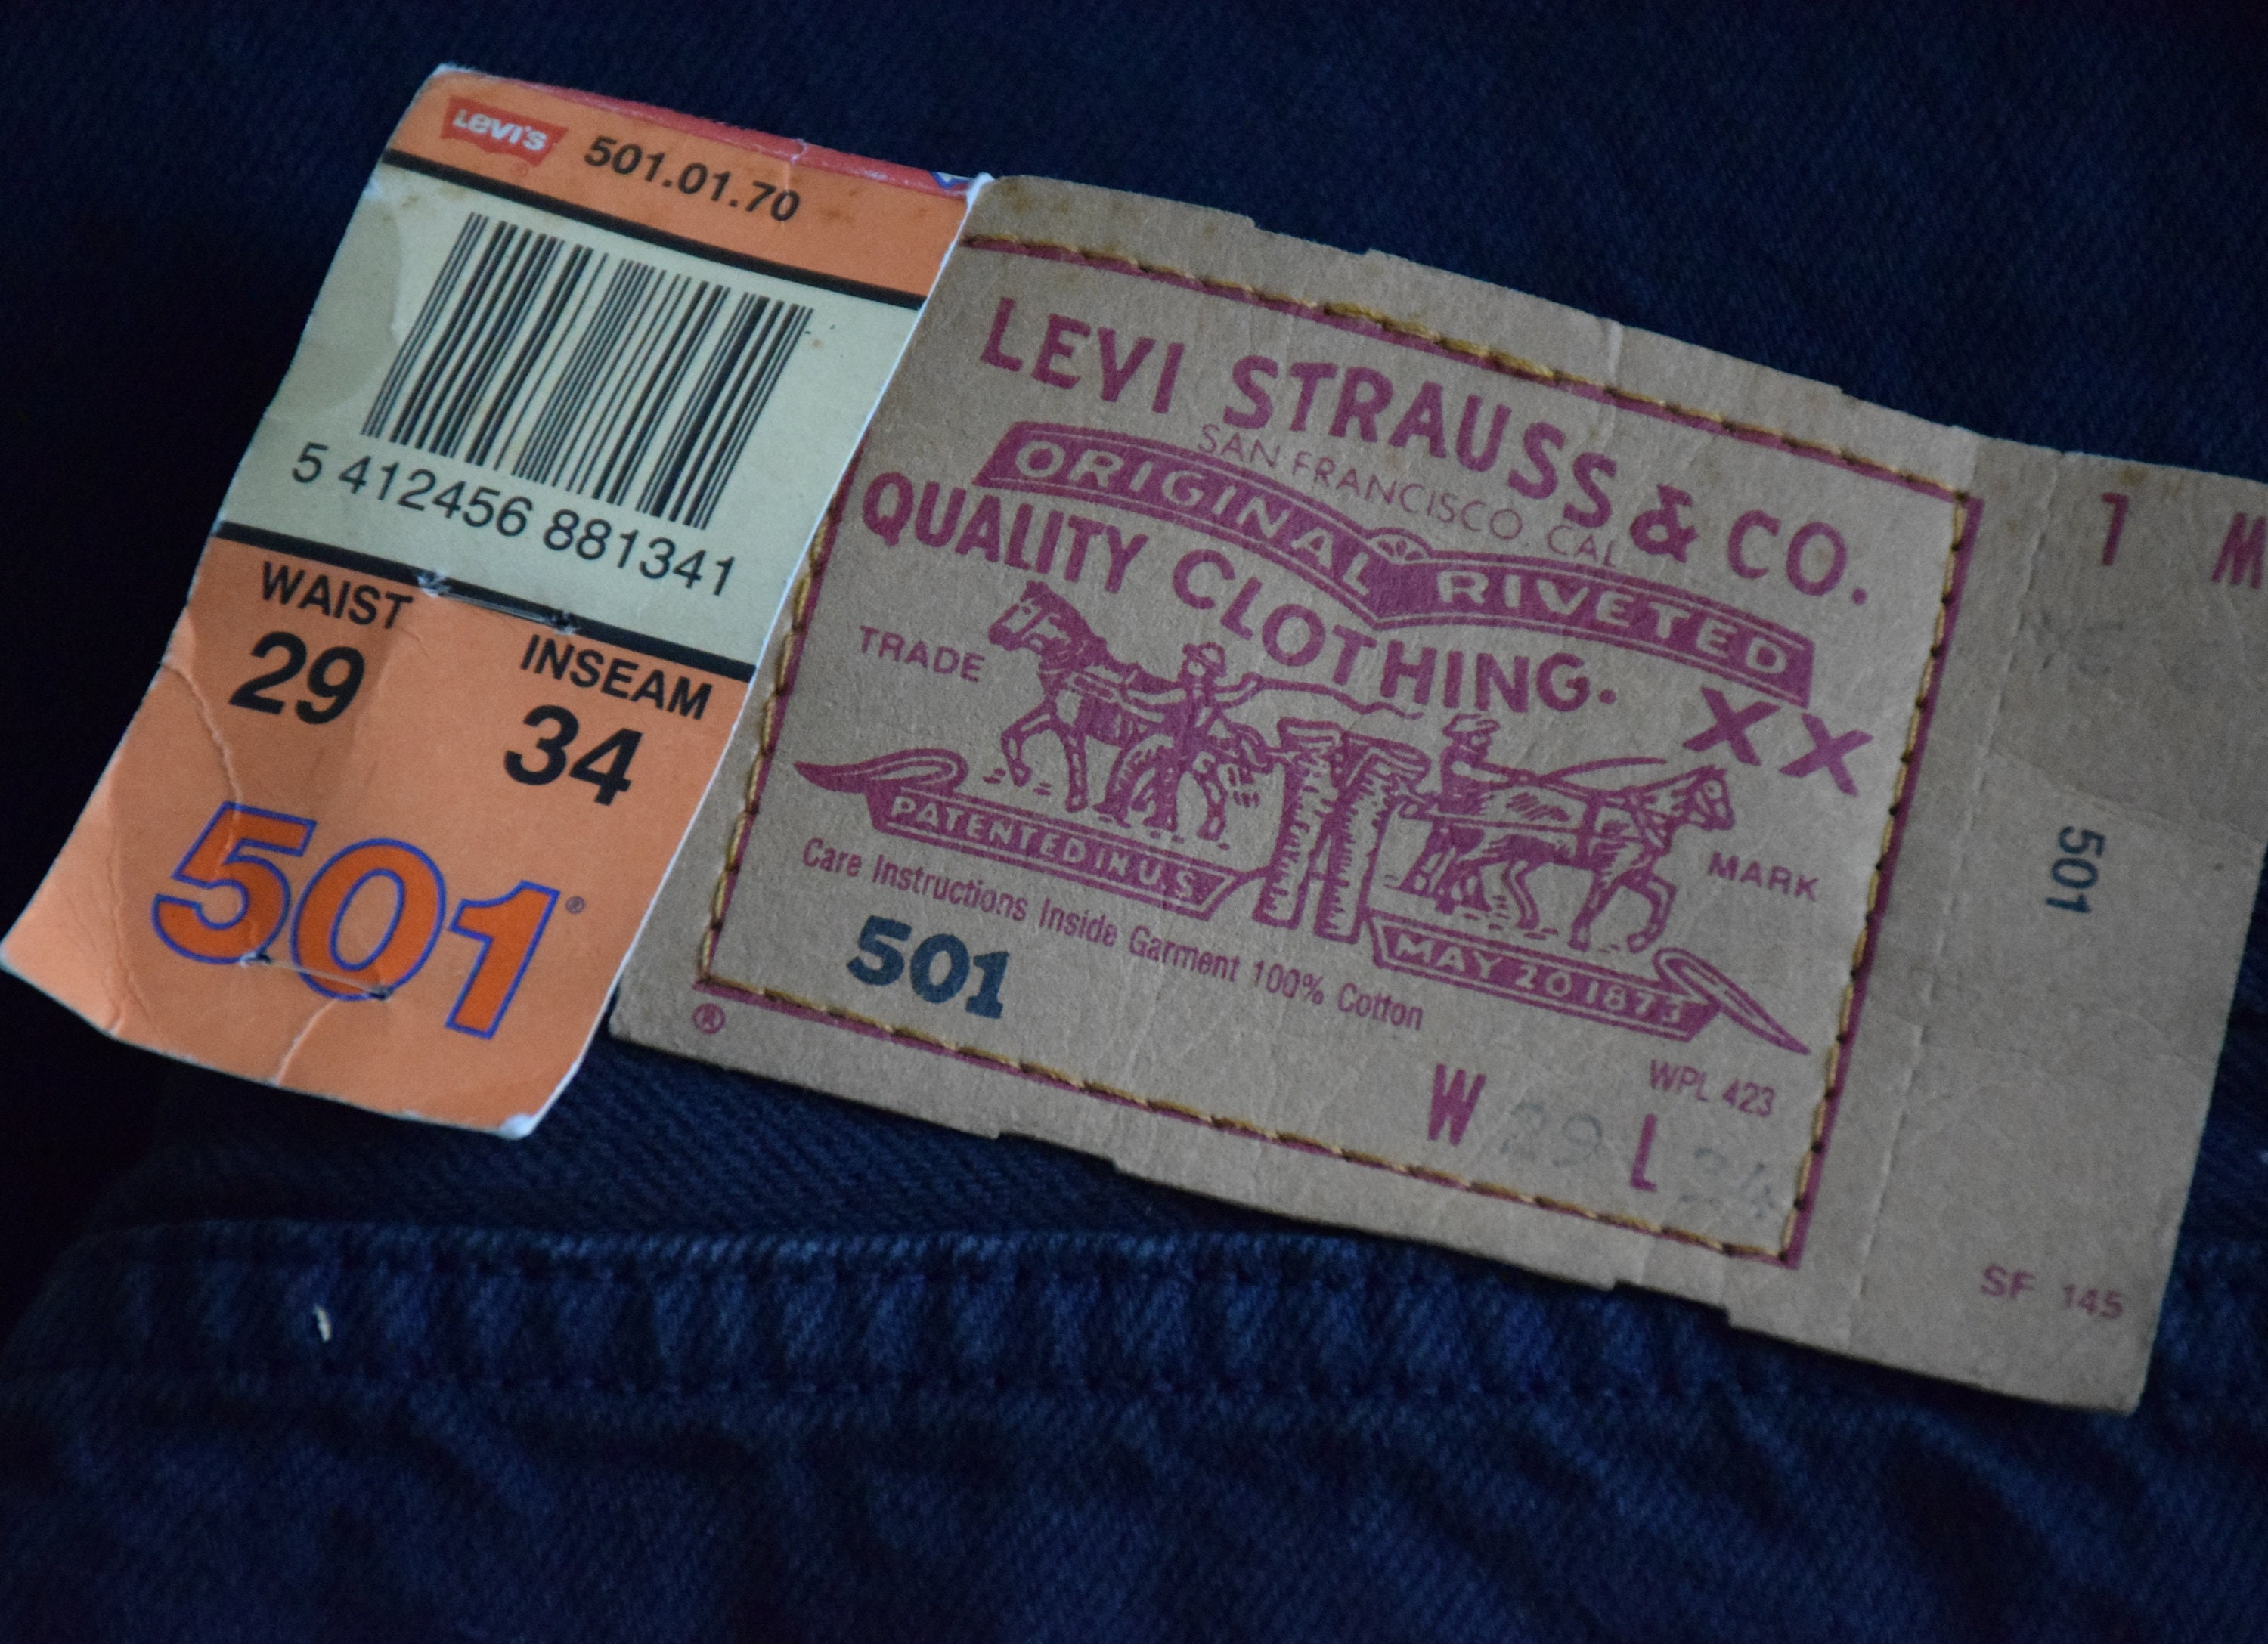 LEVI'S
501.01.70
5 412456 881341
WAIST
29
INSEAM
34
501®
LEVI STRAUSS & CO.
SAN FRANCISCO, CAL
ORIGINAL RIVETED
QUALITY CLOTHING.
TRADE
XX
MARK
PATENTED IN U.S.
MAY 20 1873
Care Instructions Inside Garment 100% Cotton
501
®
WPL 423
W 29 L 34
501
SF 145